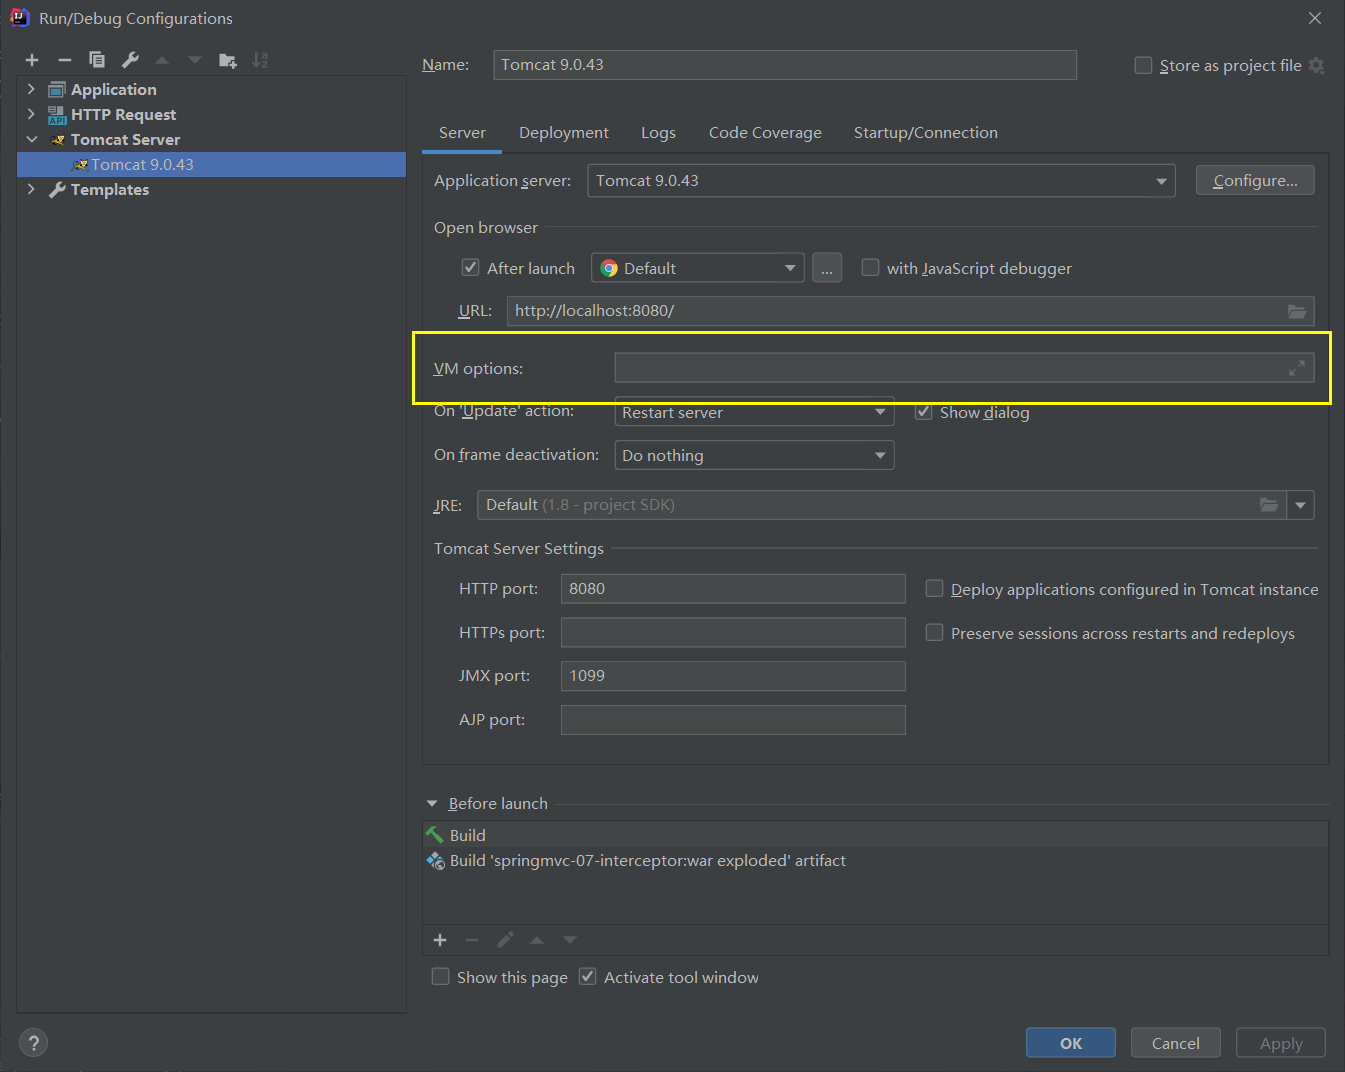 Run/Debug Configurations
Name: Tomcat 9.0.43 Store as project file
Application
HTTP Request
Tomcat Server
Tomcat 9.0.43
Templates
Server Deployment Logs Code Coverage Startup/Connection
Application server: Tomcat 9.0.43 Configure...
Open browser
After launch Default ... with JavaScript debugger
URL: http://localhost:8080/
VM options:
On 'Update' action: Restart server Show dialog
On frame deactivation: Do nothing
JRE: Default (1.8 - project SDK)
Tomcat Server Settings
HTTP port: 8080 Deploy applications configured in Tomcat instance
HTTPs port: Preserve sessions across restarts and redeploys
JMX port: 1099
AJP port:
Before launch
Build
Build 'springmvc-07-interceptor:war exploded' artifact
Show this page Activate tool window
? OK Cancel Apply